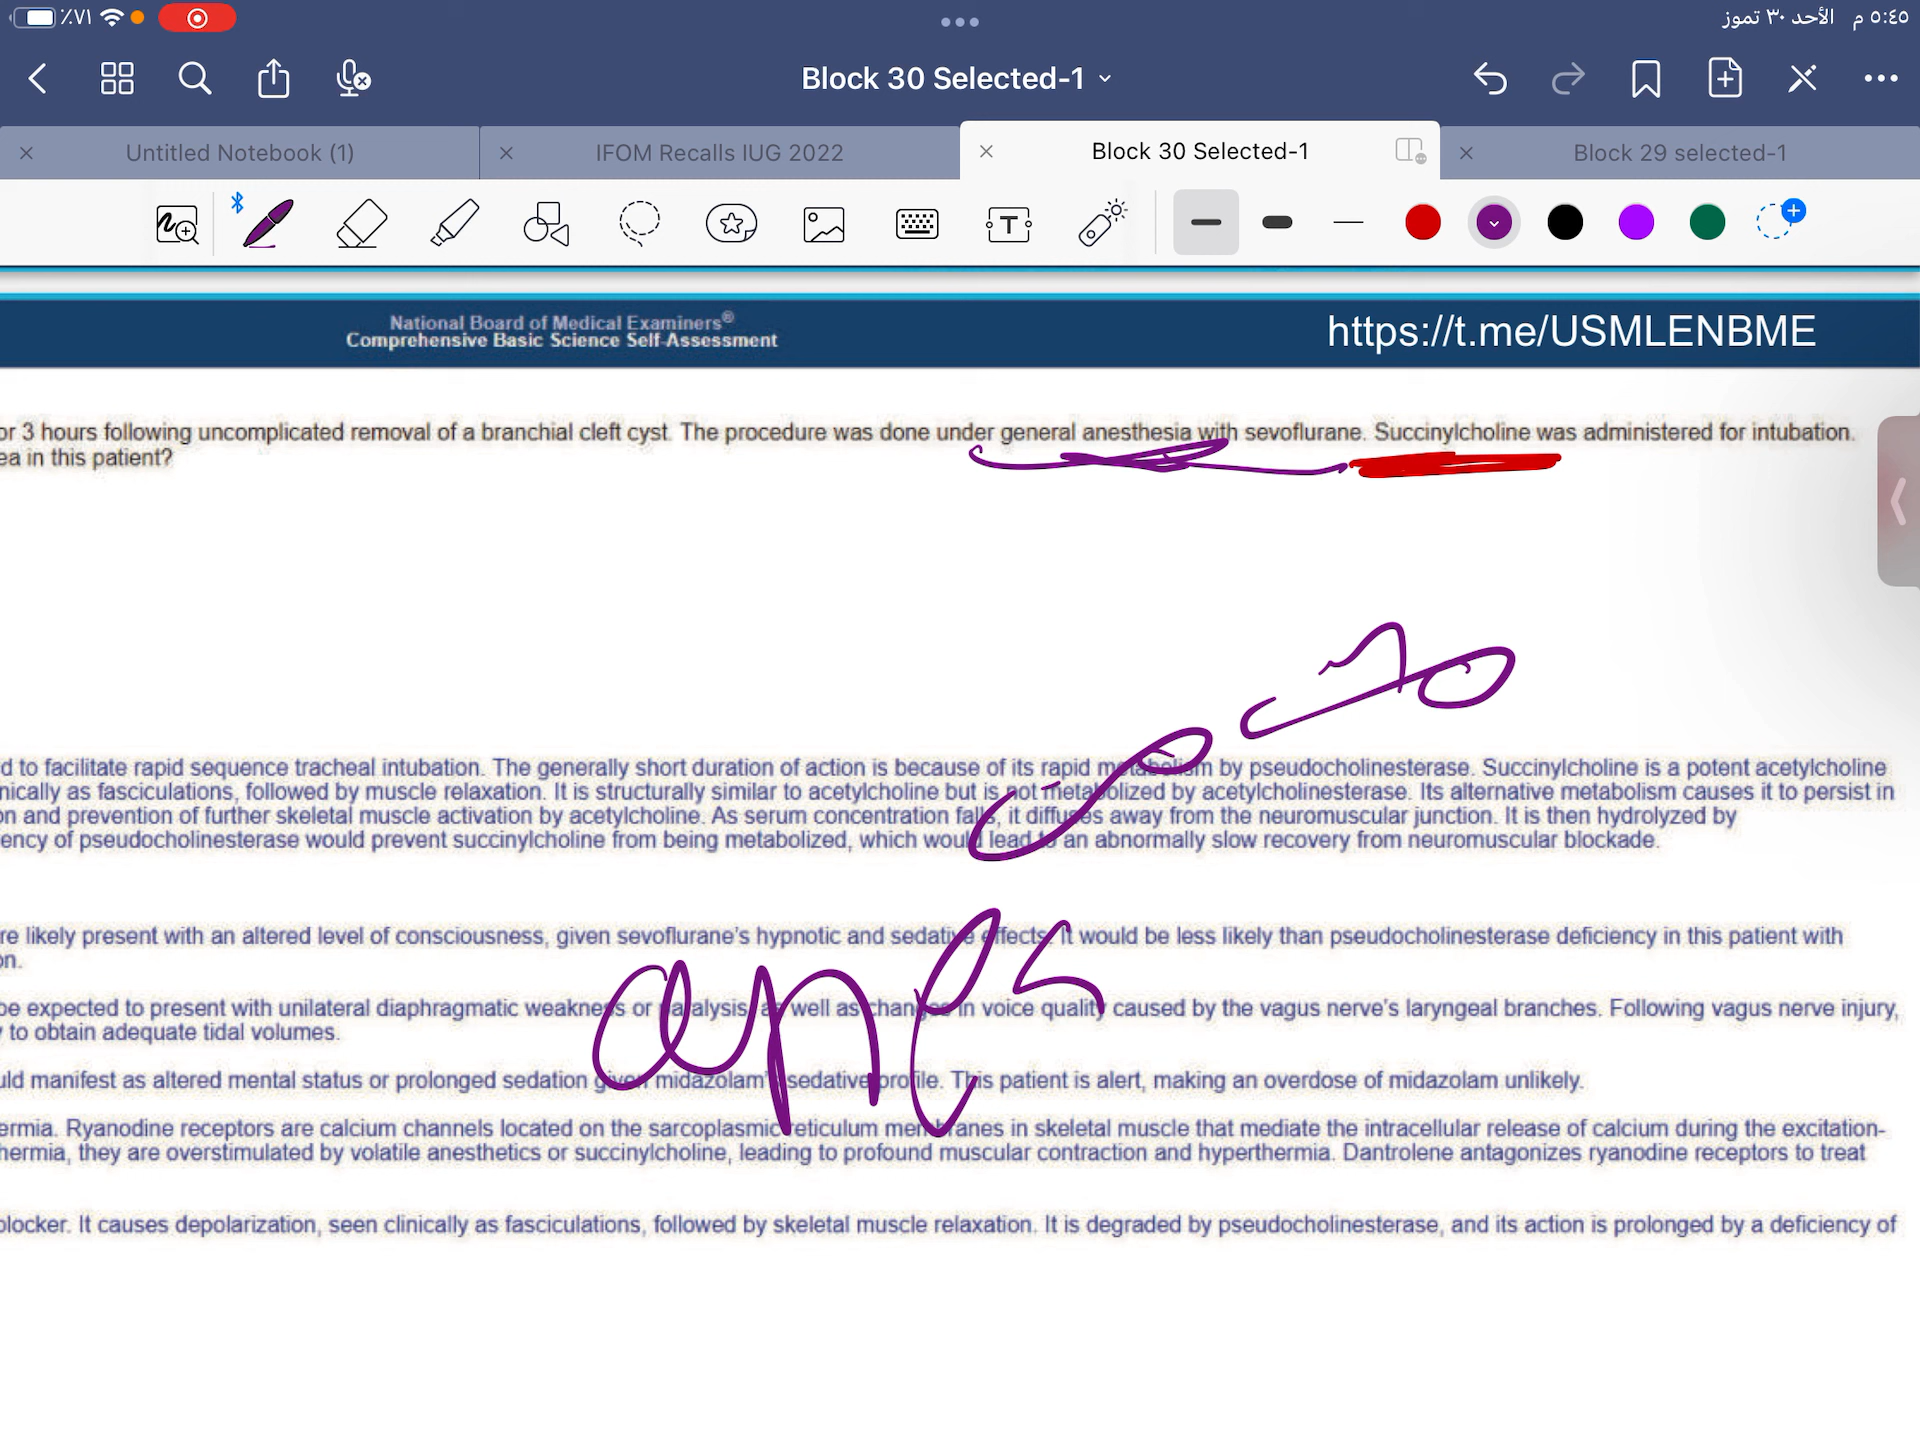 ٪٧١
٥:٤٥ م الأحد ٣٠ تموز
Block 30 Selected-1
Untitled Notebook (1)
IFOM Recalls IUG 2022
Block 30 Selected-1
Block 29 selected-1
T
National Board of Medical Examiners®
Comprehensive Basic Science Self-Assessment
https://t.me/USMLENBME
or 3 hours following uncomplicated removal of a branchial cleft cyst. The procedure was done under general anesthesia with sevoflurane. Succinylcholine was administered for intubation.
ea in this patient?
d to facilitate rapid sequence tracheal intubation. The generally short duration of action is because of its rapid metabolism by pseudocholinesterase. Succinylcholine is a potent acetylcholine
nically as fasciculations, followed by muscle relaxation. It is structurally similar to acetylcholine but is not metabolized by acetylcholinesterase. Its alternative metabolism causes it to persist in
on and prevention of further skeletal muscle activation by acetylcholine. As serum concentration falls, it diffuses away from the neuromuscular junction. It is then hydrolyzed by
ency of pseudocholinesterase would prevent succinylcholine from being metabolized, which would lead to an abnormally slow recovery from neuromuscular blockade.
re likely present with an altered level of consciousness, given sevoflurane's hypnotic and sedative effects. It would be less likely than pseudocholinesterase deficiency in this patient with
on.
be expected to present with unilateral diaphragmatic weakness or paralysis, as well as changes in voice quality caused by the vagus nerve's laryngeal branches. Following vagus nerve injury,
to obtain adequate tidal volumes.
uld manifest as altered mental status or prolonged sedation given midazolam's sedative profile. This patient is alert, making an overdose of midazolam unlikely.
ermia. Ryanodine receptors are calcium channels located on the sarcoplasmic reticulum membranes in skeletal muscle that mediate the intracellular release of calcium during the excitation-
hermia, they are overstimulated by volatile anesthetics or succinylcholine, leading to profound muscular contraction and hyperthermia. Dantrolene antagonizes ryanodine receptors to treat
blocker. It causes depolarization, seen clinically as fasciculations, followed by skeletal muscle relaxation. It is degraded by pseudocholinesterase, and its action is prolonged by a deficiency of